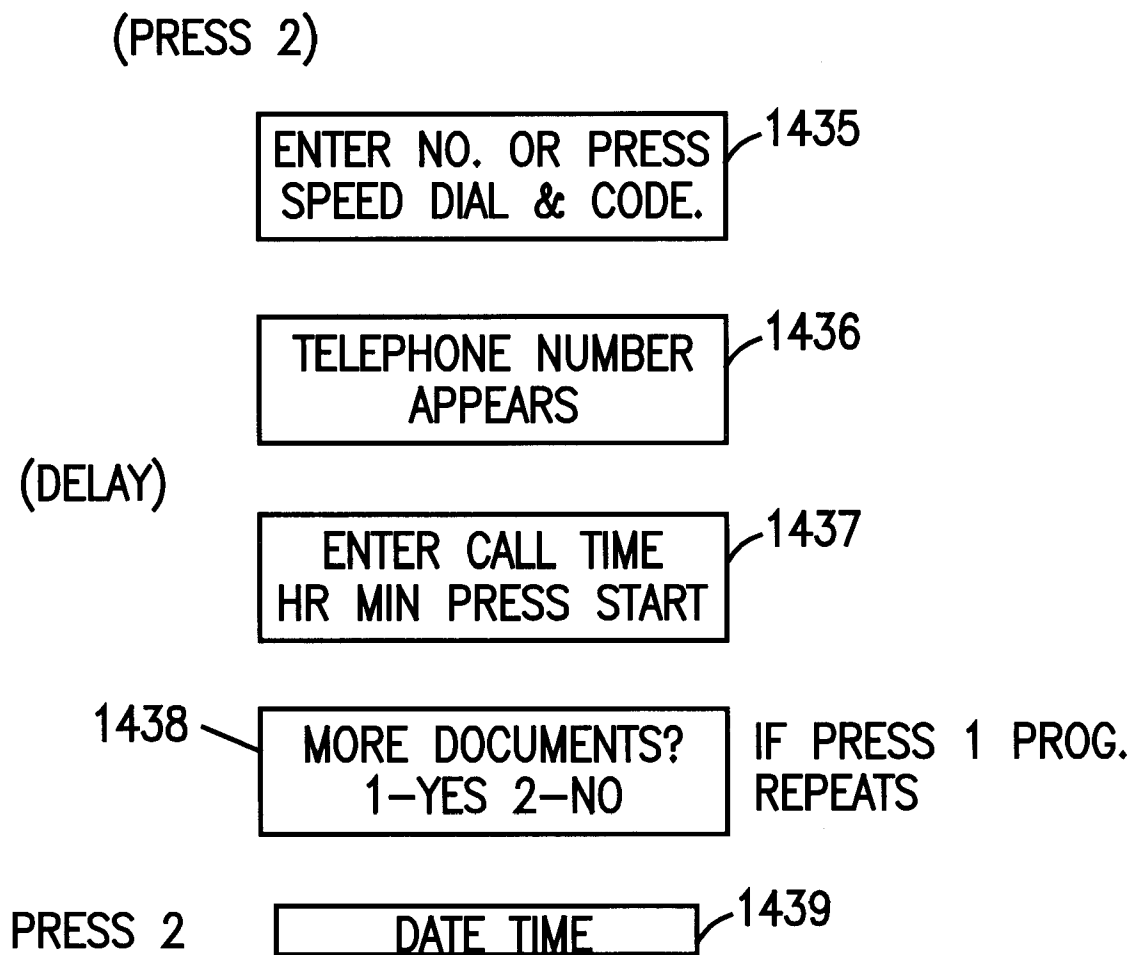 (PRESS 2)
ENTER NO. OR PRESS
SPEED DIAL & CODE.
1435
TELEPHONE NUMBER
APPEARS
1436
(DELAY)
ENTER CALL TIME
HR MIN PRESS START
1437
1438
MORE DOCUMENTS?
1–YES 2–NO
IF PRESS 1 PROG.
REPEATS
PRESS 2
DATE TIME
1439